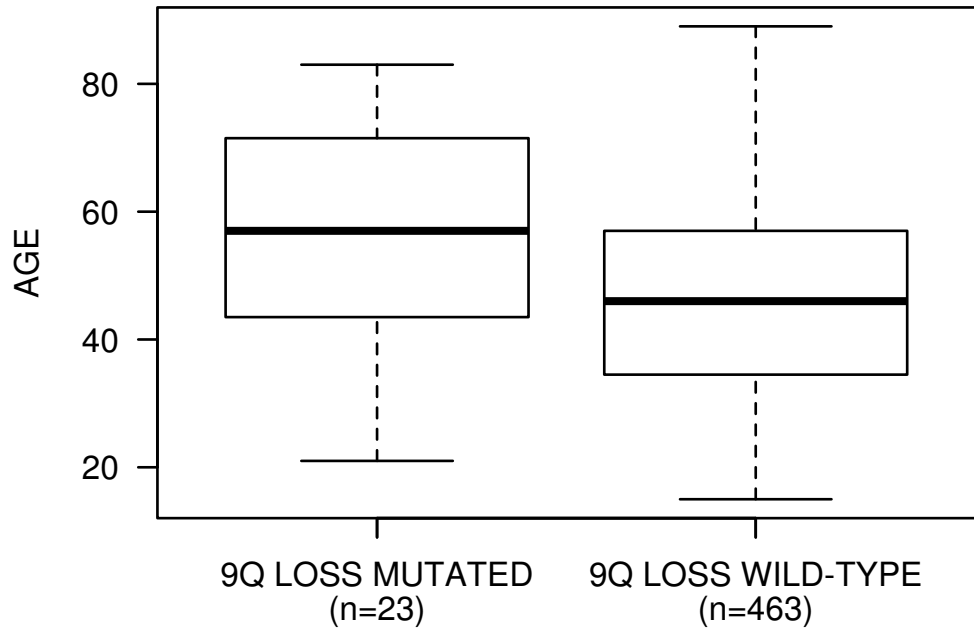 AGE
80
60
40
20
9Q LOSS MUTATED
(n=23)
9Q LOSS WILD-TYPE
(n=463)